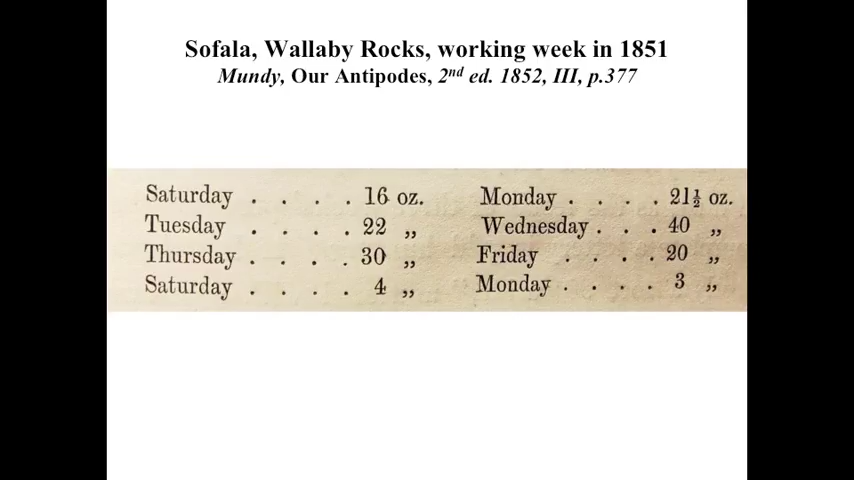 Sofala, Wallaby Rocks, working week in 1851
Mundy, Our Antipodes, 2nd ed. 1852, III, p.377
Saturday . . . . 16 oz. Monday . . . . 21½ oz.
Tuesday . . . . 22 „ Wednesday . . . 40 „
Thursday . . . . 30 „ Friday . . . . 20 „
Saturday . . . . 4 „ Monday . . . . 3 „